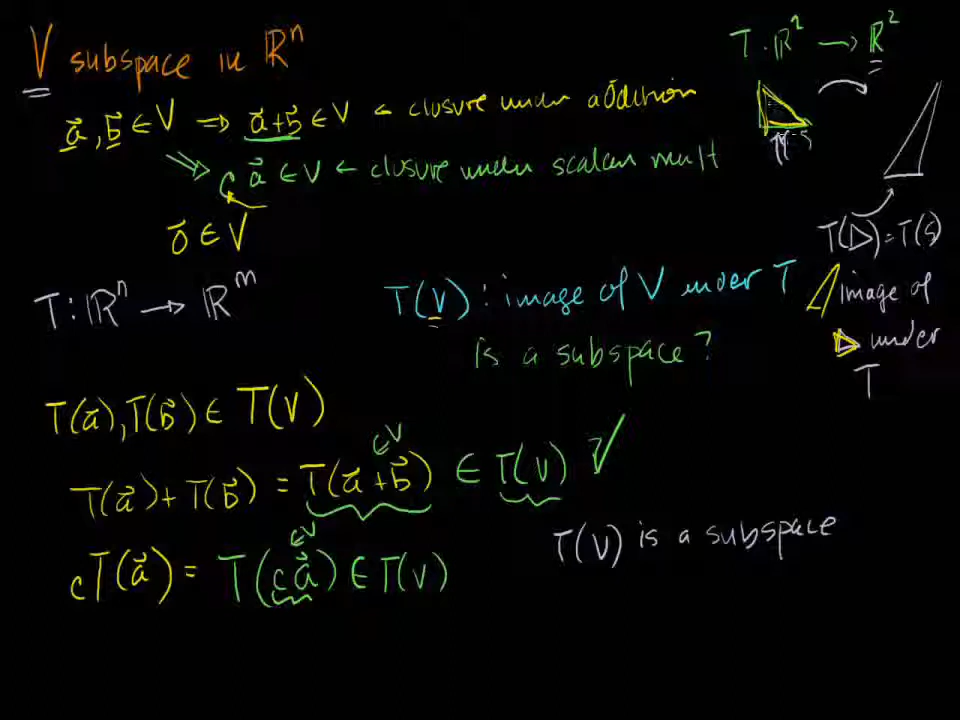 V subspace in ℝⁿ
a⃗, b⃗ ∈ V ⇒ a⃗+b⃗ ∈ V ← closure under addition
⇒ c a⃗ ∈ V ← closure under scalar mult
0⃗ ∈ V
T: ℝⁿ → ℝᵐ
T(V): image of V under T
is a subspace?
T(a⃗), T(b⃗) ∈ T(V)
T(a⃗) + T(b⃗) = T(a⃗+b⃗) ∈ T(V) ✓
∈V
cT(a⃗) = T(ca⃗) ∈ T(V)
∈V
T(V) is a subspace
T: ℝ² → ℝ²
T(▷) = T(S)
image of
▷ under
T